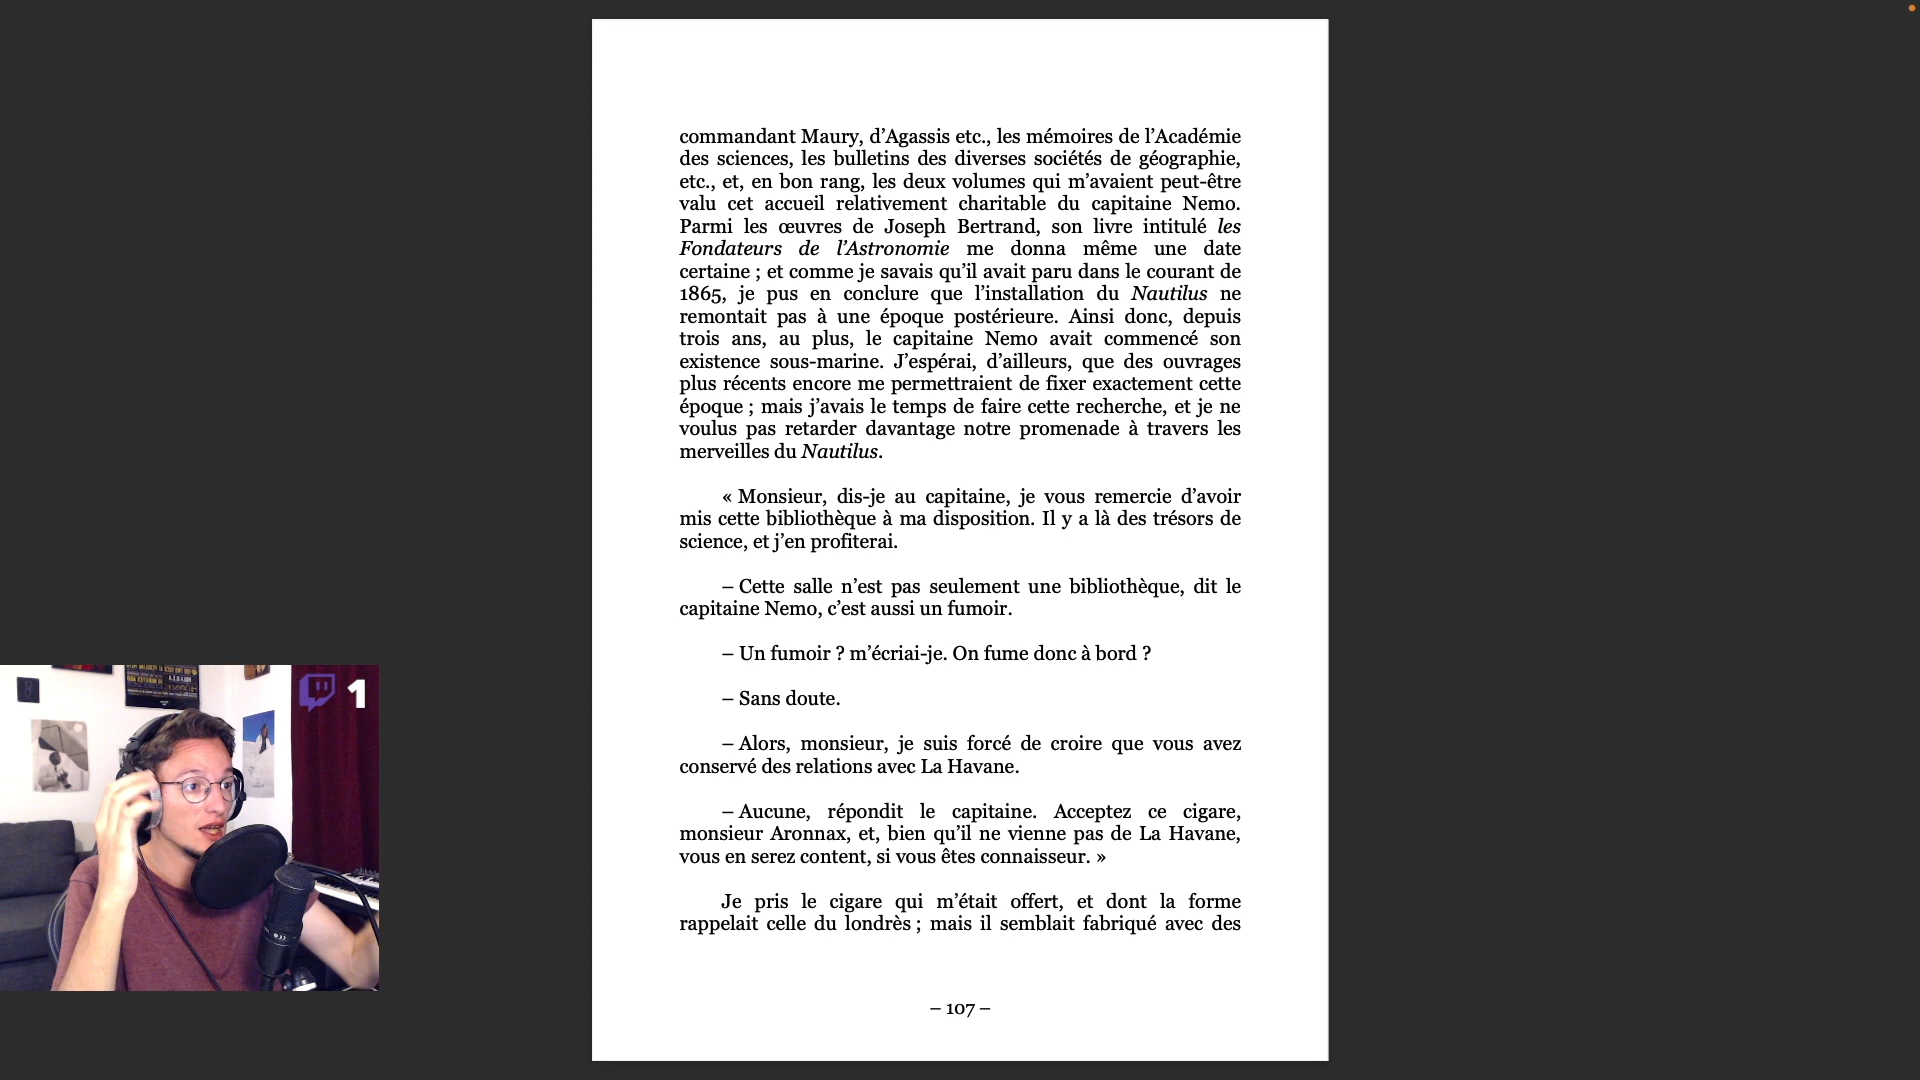 commandant Maury, d’Agassis etc., les mémoires de l’Académie
des sciences, les bulletins des diverses sociétés de géographie,
etc., et, en bon rang, les deux volumes qui m’avaient peut-être
valu cet accueil relativement charitable du capitaine Nemo.
Parmi les œuvres de Joseph Bertrand, son livre intitulé les
Fondateurs de l’Astronomie me donna même une date
certaine ; et comme je savais qu’il avait paru dans le courant de
1865, je pus en conclure que l’installation du Nautilus ne
remontait pas à une époque postérieure. Ainsi donc, depuis
trois ans, au plus, le capitaine Nemo avait commencé son
existence sous-marine. J’espérai, d’ailleurs, que des ouvrages
plus récents encore me permettraient de fixer exactement cette
époque ; mais j’avais le temps de faire cette recherche, et je ne
voulus pas retarder davantage notre promenade à travers les
merveilles du Nautilus.
« Monsieur, dis-je au capitaine, je vous remercie d’avoir
mis cette bibliothèque à ma disposition. Il y a là des trésors de
science, et j’en profiterai.
– Cette salle n’est pas seulement une bibliothèque, dit le
capitaine Nemo, c’est aussi un fumoir.
– Un fumoir ? m’écriai-je. On fume donc à bord ?
– Sans doute.
– Alors, monsieur, je suis forcé de croire que vous avez
conservé des relations avec La Havane.
– Aucune, répondit le capitaine. Acceptez ce cigare,
monsieur Aronnax, et, bien qu’il ne vienne pas de La Havane,
vous en serez content, si vous êtes connaisseur. »
Je pris le cigare qui m’était offert, et dont la forme
rappelait celle du londrès ; mais il semblait fabriqué avec des
– 107 –
1